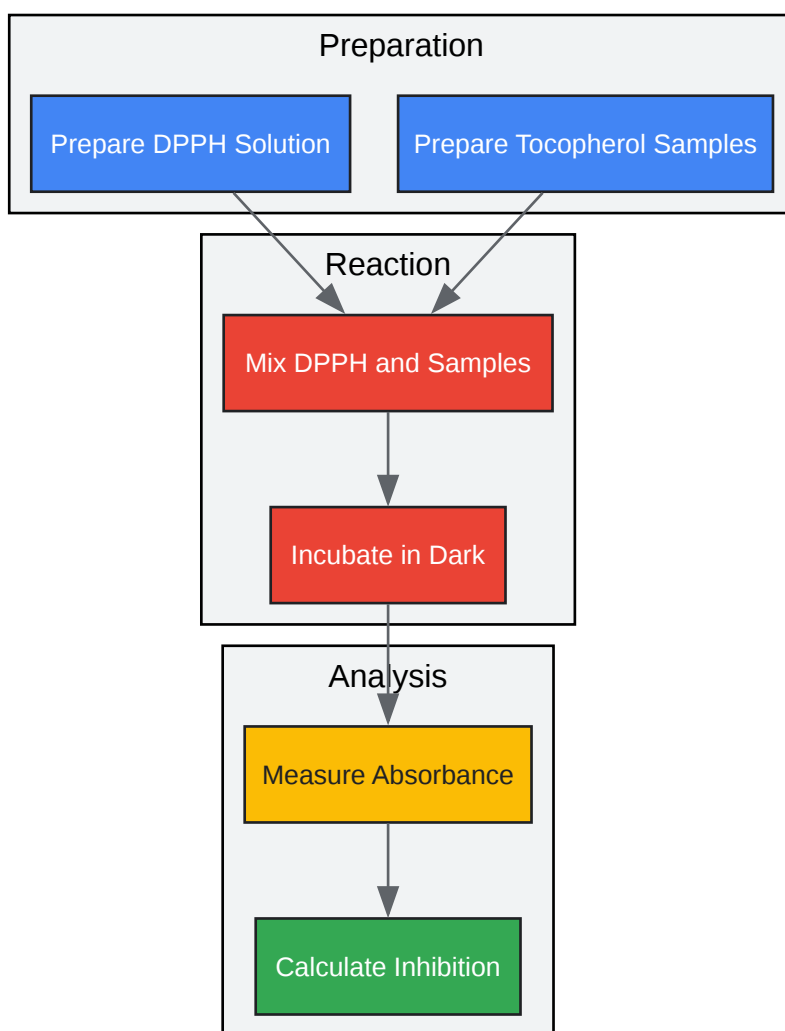 Preparation
Prepare DPPH Solution
Prepare Tocopherol Samples
Reaction
Mix DPPH and Samples
Incubate in Dark
Analysis
Measure Absorbance
Calculate Inhibition